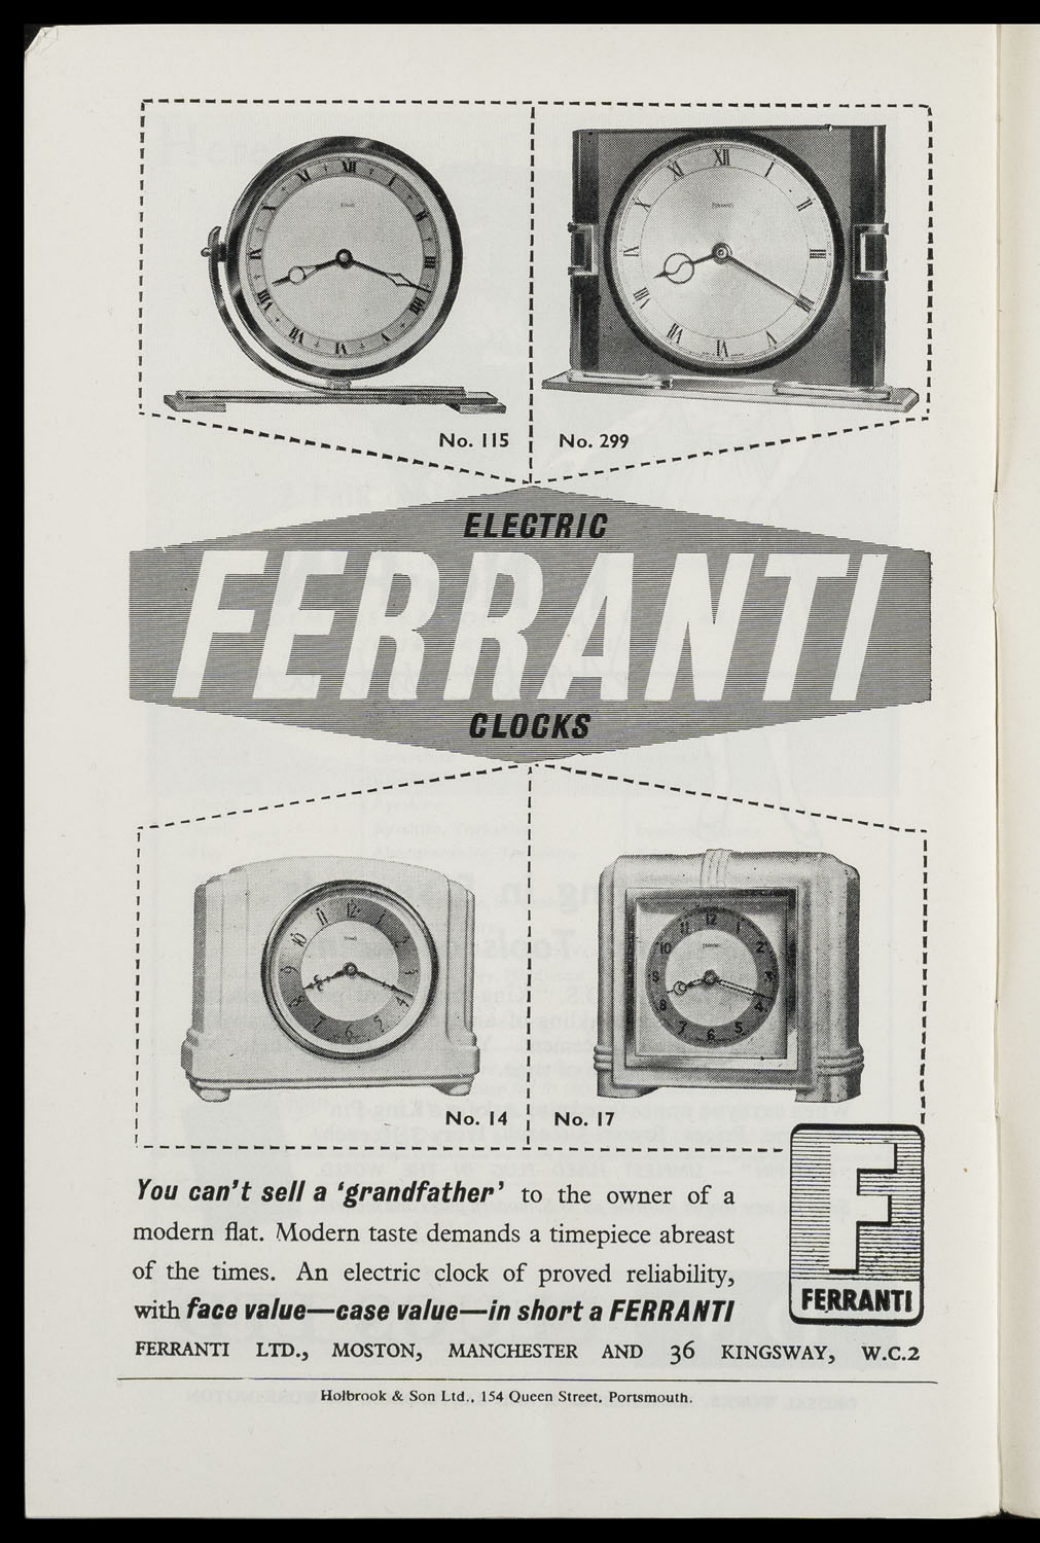 No. 115
No. 299
ELECTRIC
FERRANTI
CLOCKS
No. 14
No. 17
You can't sell a 'grandfather' to the owner of a
modern flat. Modern taste demands a timepiece abreast
of the times. An electric clock of proved reliability,
with face value—case value—in short a FERRANTI
F
FERRANTI
FERRANTI LTD., MOSTON, MANCHESTER AND 36 KINGSWAY, W.C.2
Holbrook & Son Ltd., 154 Queen Street, Portsmouth.